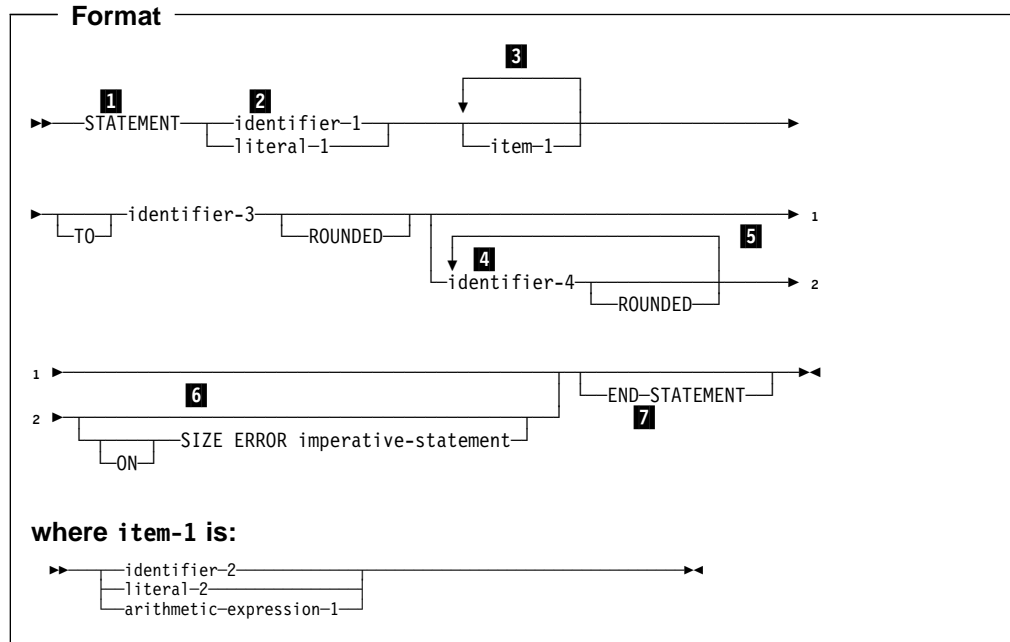 Format
3
1 2
STATEMENT identifier-1
literal-1 item-1
TO identifier-3 ROUNDED 1
5
4
identifier-4 ROUNDED 2
1 END-STATEMENT
6
7
2 ON SIZE ERROR imperative-statement
where item-1 is:
identifier-2
literal-2
arithmetic-expression-1